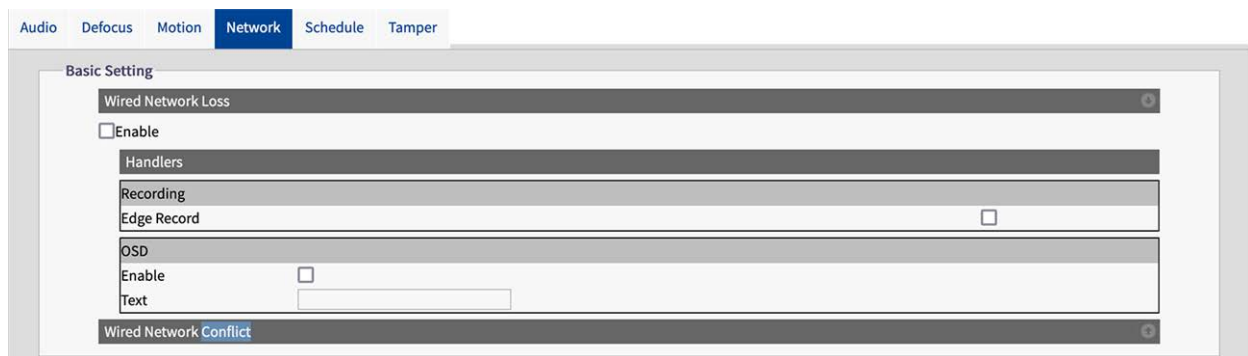 Audio Defocus Motion Network Schedule Tamper
Basic Setting
Wired Network Loss
Enable
Handlers
Recording
Edge Record
OSD
Enable
Text
Wired Network Conflict